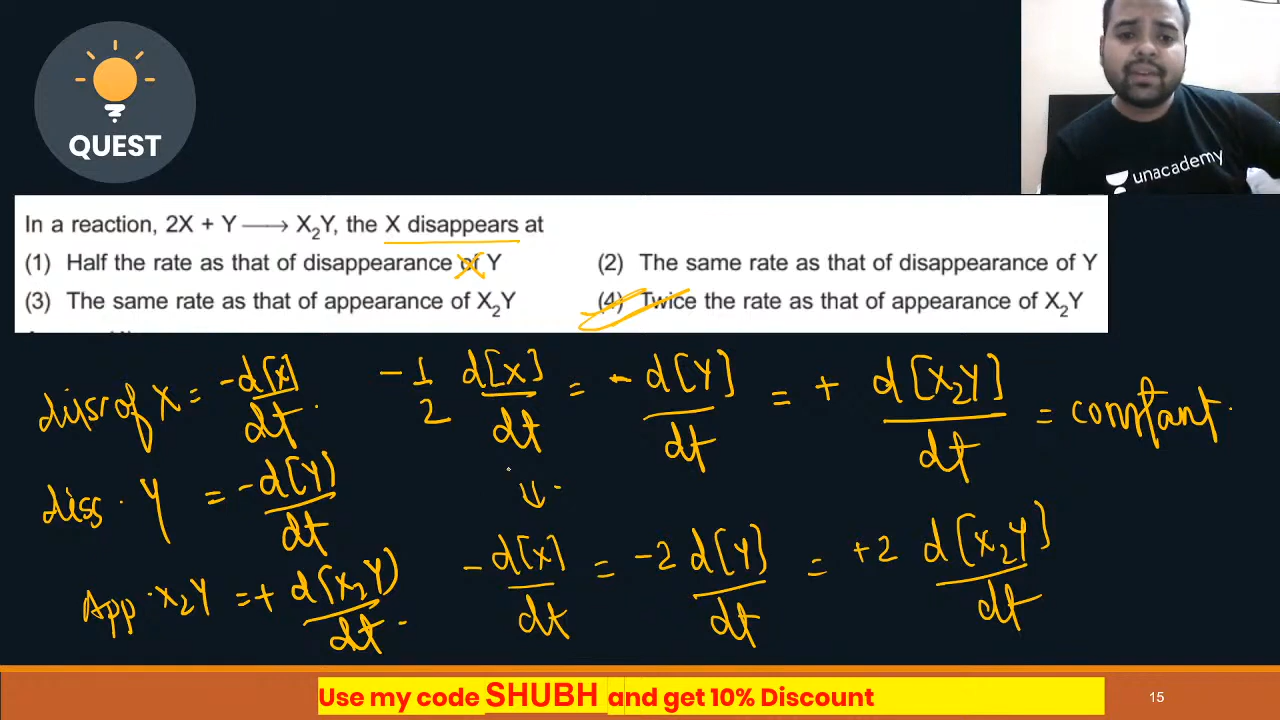 QUEST
unacademy
In a reaction, 2X + Y ⟶ X₂Y, the X disappears at
(1) Half the rate as that of disappearance of Y
(2) The same rate as that of disappearance of Y
(3) The same rate as that of appearance of X₂Y
(4) Twice the rate as that of appearance of X₂Y
X = -d[X]/dt
-1/2 d[X]/dt = - d[Y]/dt = + d[X₂Y]/dt = constant
diss. Y = -d[Y]/dt
App. X₂Y = + d[X₂Y]/dt
-d[X]/dt = -2 d[Y]/dt = +2 d[X₂Y]/dt
Use my code SHUBH and get 10% Discount
15